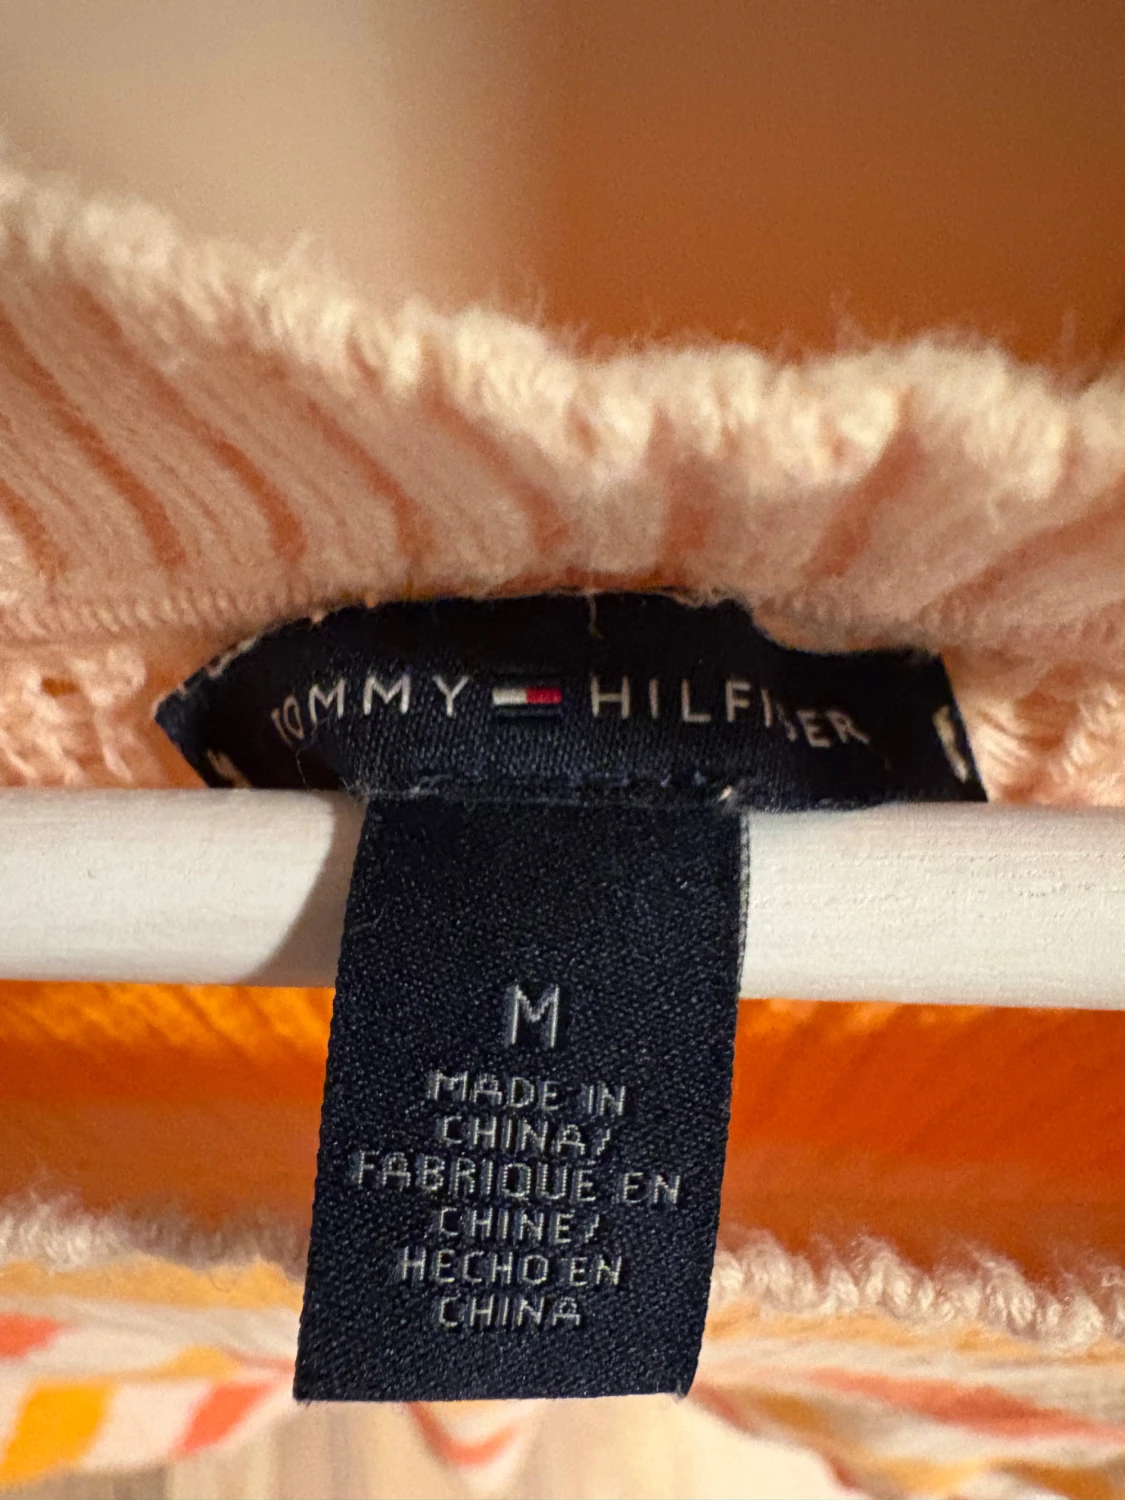 TOMMY HILFIGER
M
MADE IN
CHINA/
FABRIQUE EN
CHINE/
HECHO EN
CHINA